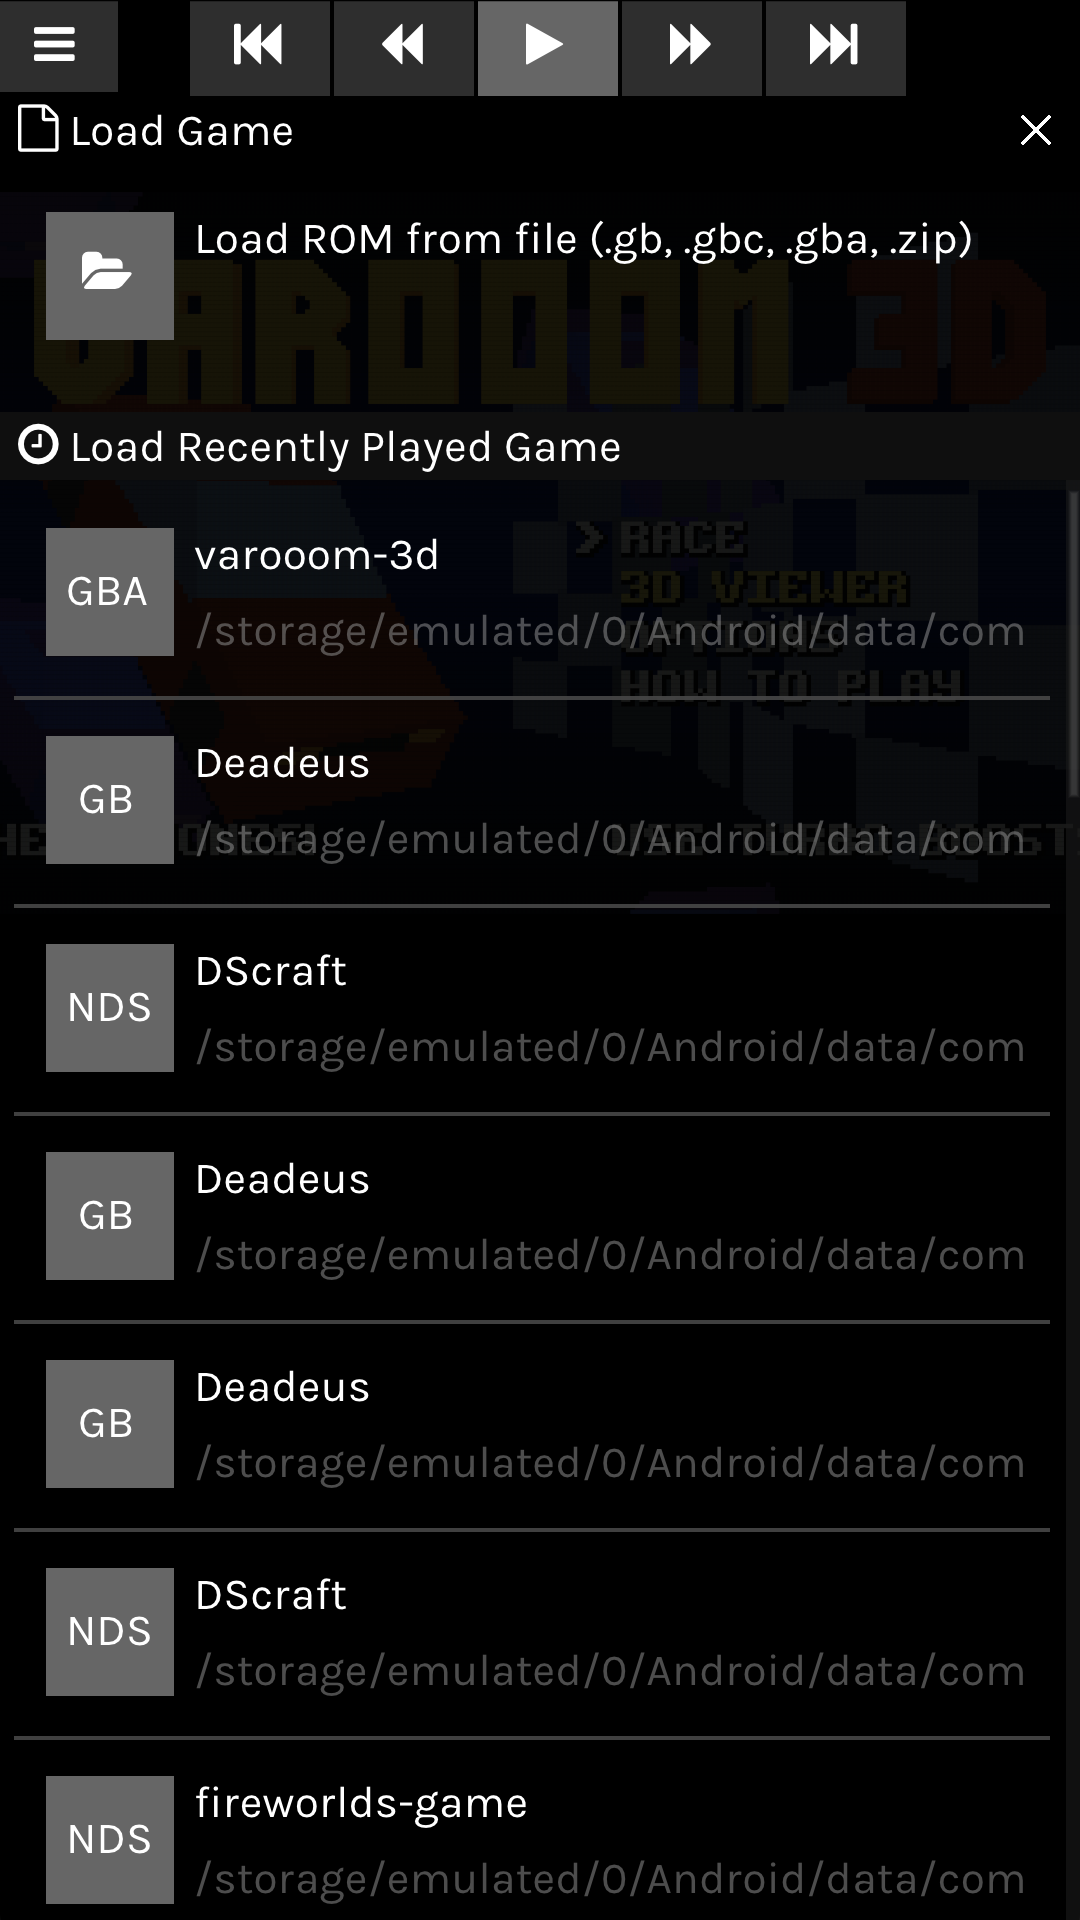 Load Game
Load ROM from file (.gb, .gbc, .gba, .zip)
VAROOOM 3D
Load Recently Played Game
> RACE
3D VIEWER
OPTIONS
HOW TO PLAY
GBA
varooom-3d
/storage/emulated/0/Android/data/com
GB
Deadeus
/storage/emulated/0/Android/data/com
NDS
DScraft
/storage/emulated/0/Android/data/com
GB
Deadeus
/storage/emulated/0/Android/data/com
GB
Deadeus
/storage/emulated/0/Android/data/com
NDS
DScraft
/storage/emulated/0/Android/data/com
NDS
fireworlds-game
/storage/emulated/0/Android/data/com